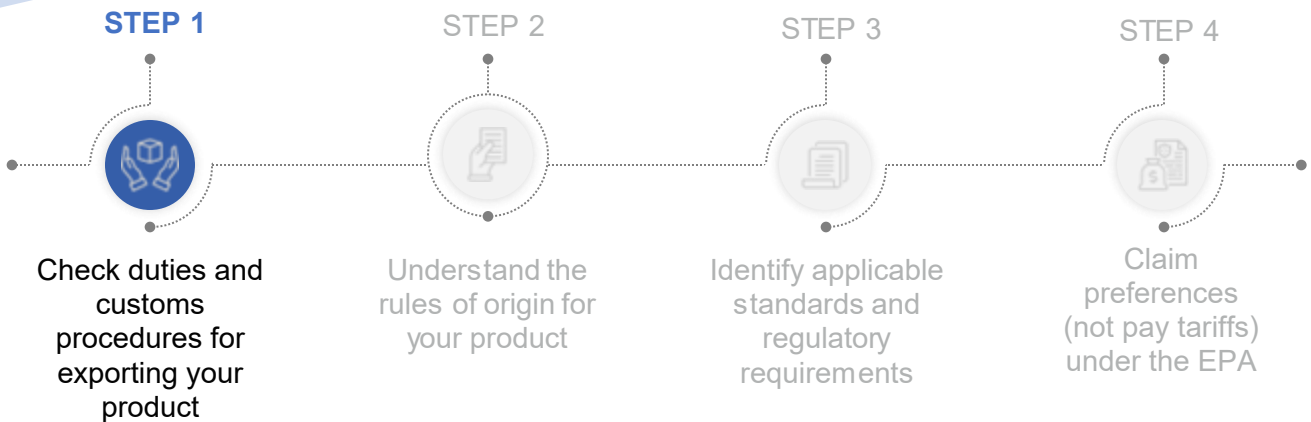 STEP 1
Check duties and
customs
procedures for
exporting your
product
STEP 2
Understand the
rules of origin for
your product
STEP 3
Identify applicable
standards and
regulatory
requirements
STEP 4
Claim
preferences
(not pay tariffs)
under the EPA